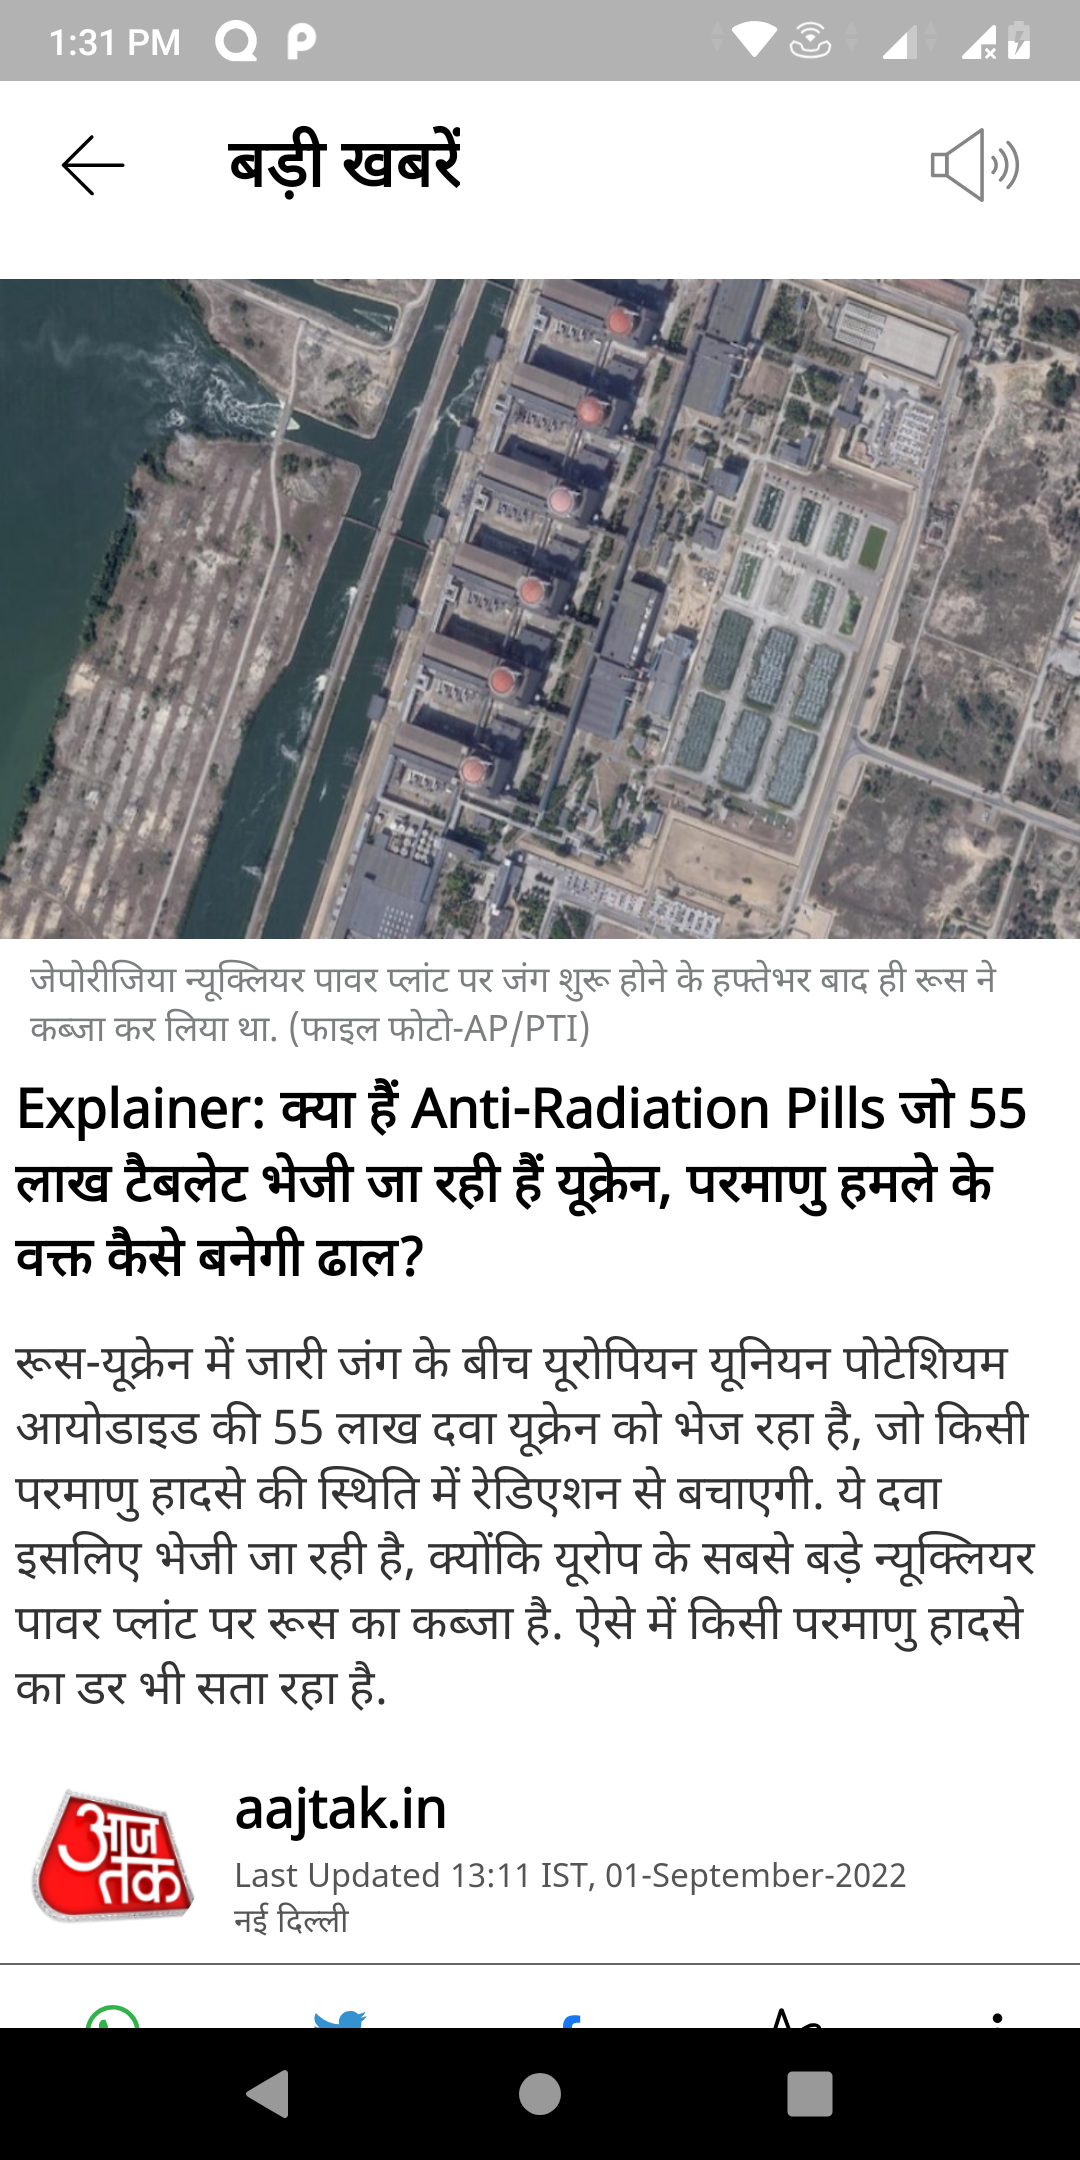 1:31 PM
बड़ी खबरें
जेपोरीजिया न्यूक्लियर पावर प्लांट पर जंग शुरू होने के हफ्तेभर बाद ही रूस ने
कब्जा कर लिया था. (फाइल फोटो-AP/PTI)
Explainer: क्या हैं Anti-Radiation Pills जो 55
लाख टैबलेट भेजी जा रही हैं यूक्रेन, परमाणु हमले के
वक्त कैसे बनेगी ढाल?
रूस-यूक्रेन में जारी जंग के बीच यूरोपियन यूनियन पोटेशियम
आयोडाइड की 55 लाख दवा यूक्रेन को भेज रहा है, जो किसी
परमाणु हादसे की स्थिति में रेडिएशन से बचाएगी. ये दवा
इसलिए भेजी जा रही है, क्योंकि यूरोप के सबसे बड़े न्यूक्लियर
पावर प्लांट पर रूस का कब्जा है. ऐसे में किसी परमाणु हादसे
का डर भी सता रहा है.
आज
तक
aajtak.in
Last Updated 13:11 IST, 01-September-2022
नई दिल्ली